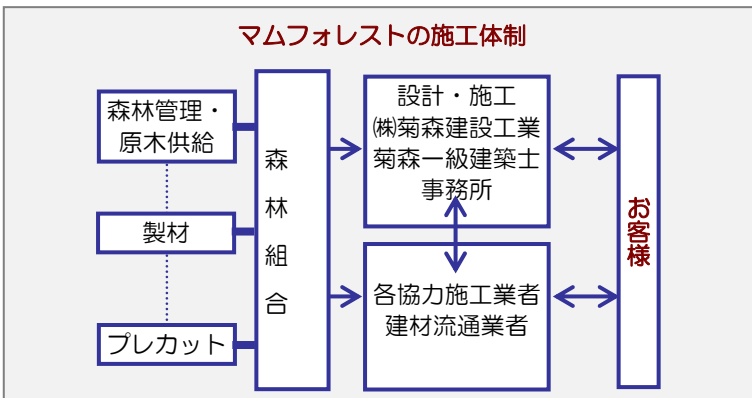 マムフォレストの施工体制
森林管理・
原木供給
製材
プレカット
森林組合
設計・施工
㈱菊森建設工業
菊森一級建築士
事務所
各協力施工業者
建材流通業者
お客様